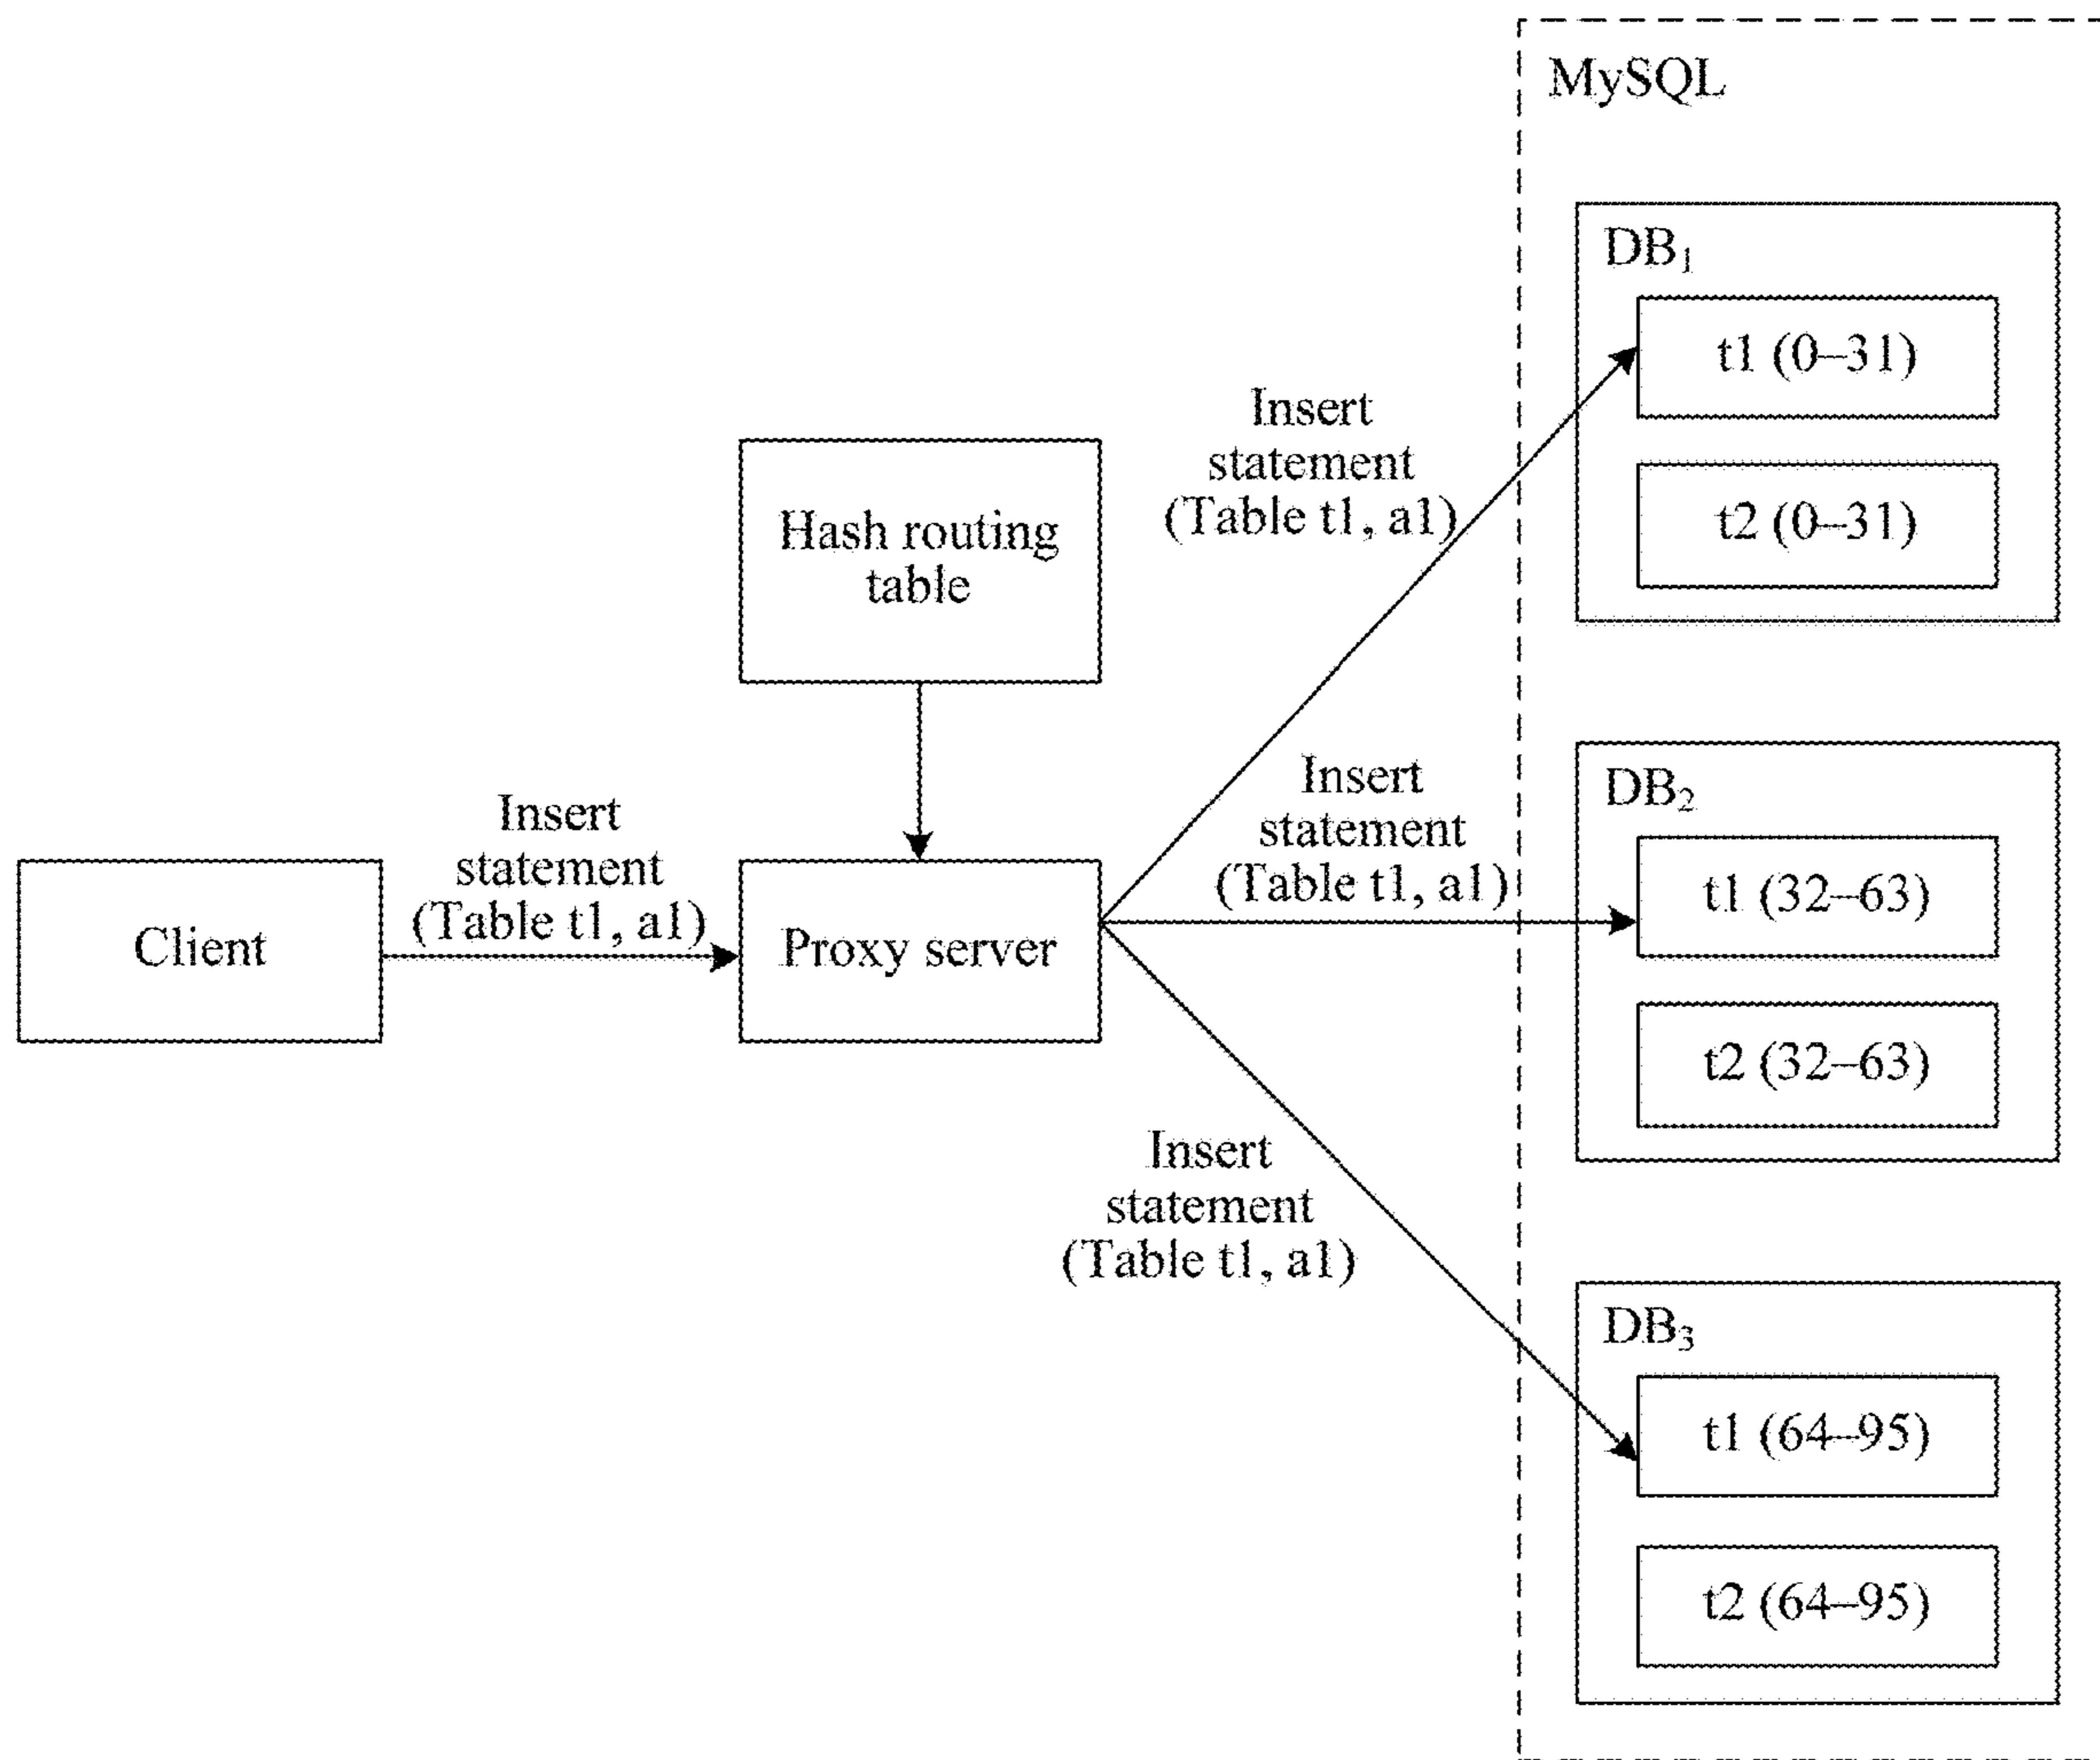 MySQL
DB₁
t1 (0–31)
t2 (0–31)
Insert
statement
(Table t1, a1)
Hash routing
table
Insert
statement
(Table t1, a1)
DB₂
t1 (32–63)
t2 (32–63)
Insert
statement
(Table t1, a1)
Client
Proxy server
Insert
statement
(Table t1, a1)
DB₃
t1 (64–95)
t2 (64–95)